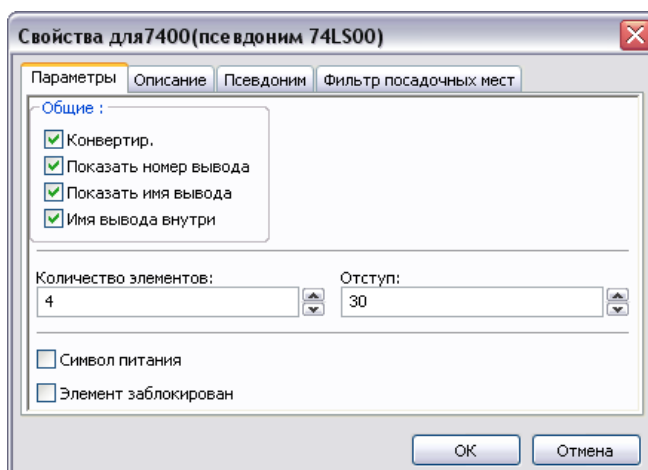 Свойства для7400(псевдоним 74LS00)
Параметры Описание Псевдоним Фильтр посадочных мест
Общие :
Конвертир.
Показать номер вывода
Показать имя вывода
Имя вывода внутри
Количество элементов: Отступ:
4 30
Символ питания
Элемент заблокирован
OK Отмена